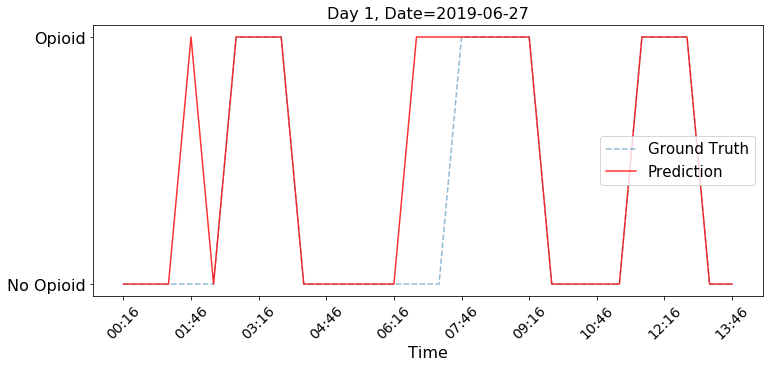 Day 1, Date=2019-06-27
Opioid
Ground Truth
Prediction
No Opioid
00:16
01:46
03:16
04:46
06:16
07:46
09:16
10:46
12:16
13:46
Time